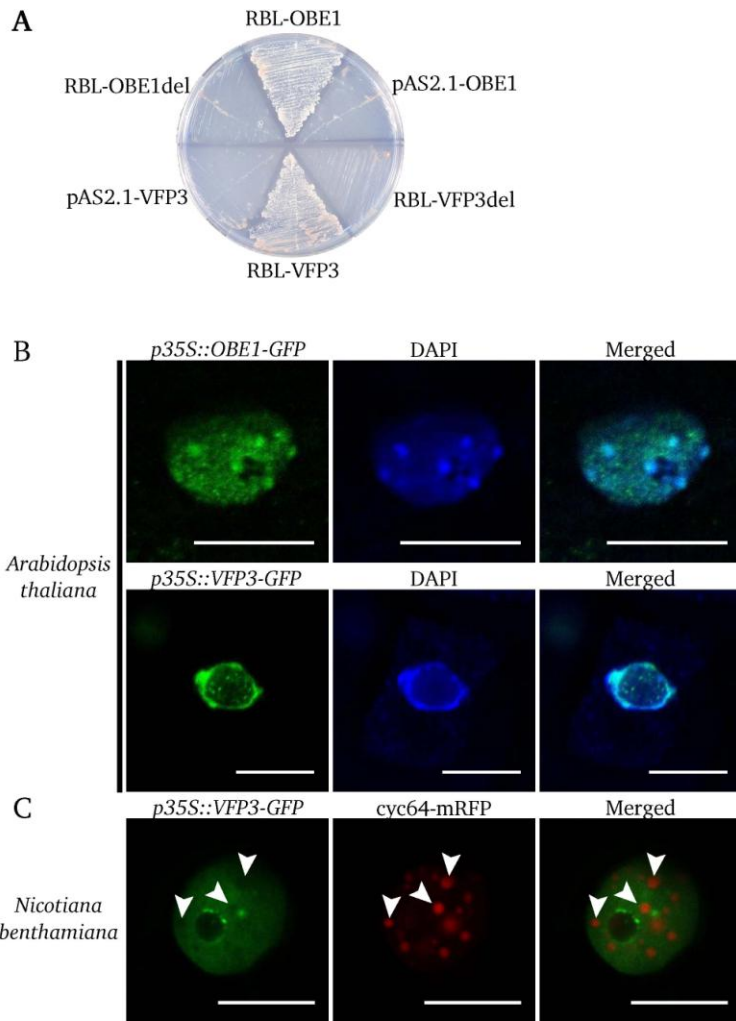 A
RBL-OBE1
RBL-OBE1del
pAS2.1-OBE1
pAS2.1-VFP3
RBL-VFP3del
RBL-VFP3
B
p35S::OBE1-GFP DAPI Merged
Arabidopsis
thaliana
p35S::VFP3-GFP DAPI Merged
C
p35S::VFP3-GFP cyc64-mRFP Merged
Nicotiana
benthamiana